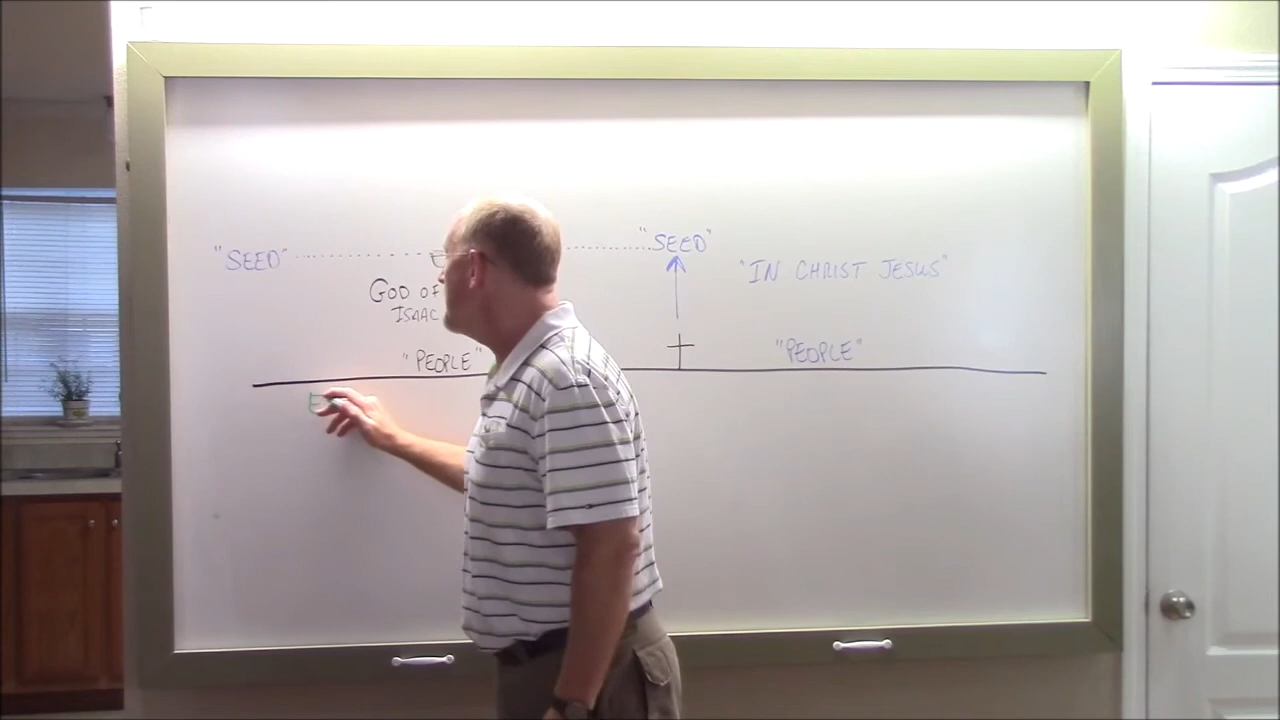 "SEED" "SEED"
GOD OF "IN CHRIST JESUS"
ISAAC
"PEOPLE" "PEOPLE"
E